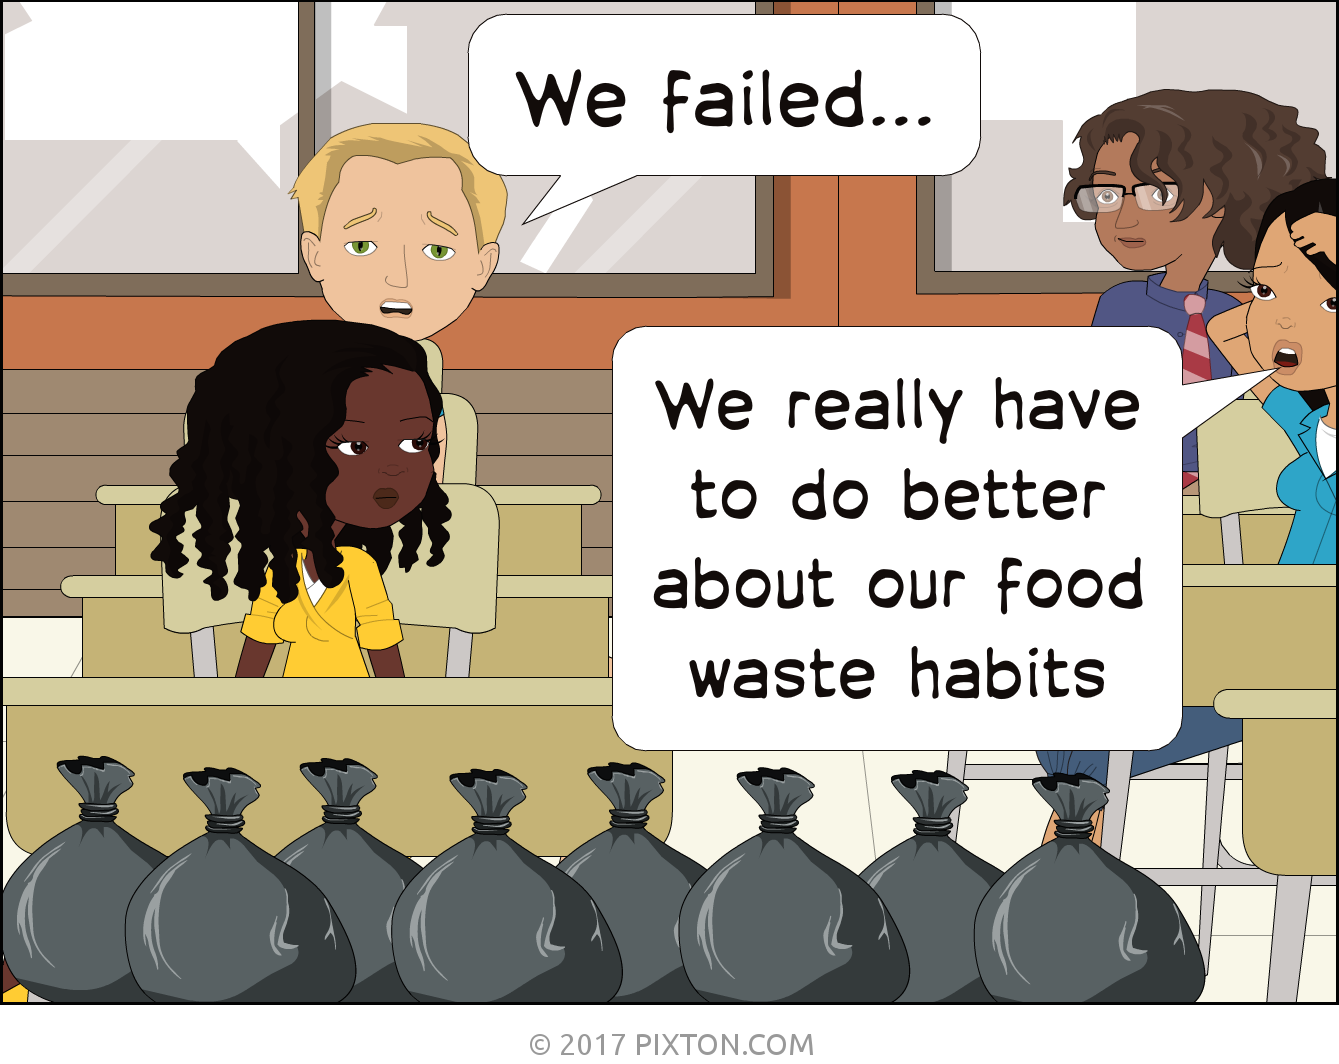 We failed...
We really have
to do better
about our food
waste habits
© 2017 PIXTON.COM